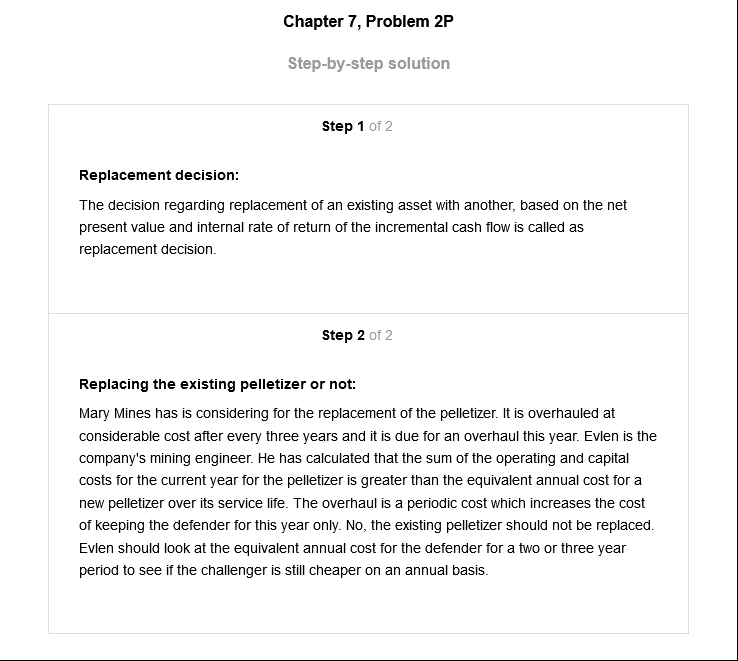 Chapter 7, Problem 2P
Step-by-step solution
Step 1 of 2
Replacement decision:
The decision regarding replacement of an existing asset with another, based on the net
present value and internal rate of return of the incremental cash flow is called as
replacement decision.
Step 2 of 2
Replacing the existing pelletizer or not:
Mary Mines has is considering for the replacement of the pelletizer. It is overhauled at
considerable cost after every three years and it is due for an overhaul this year. Evlen is the
company's mining engineer. He has calculated that the sum of the operating and capital
costs for the current year for the pelletizer is greater than the equivalent annual cost for a
new pelletizer over its service life. The overhaul is a periodic cost which increases the cost
of keeping the defender for this year only. No, the existing pelletizer should not be replaced.
Evlen should look at the equivalent annual cost for the defender for a two or three year
period to see if the challenger is still cheaper on an annual basis.